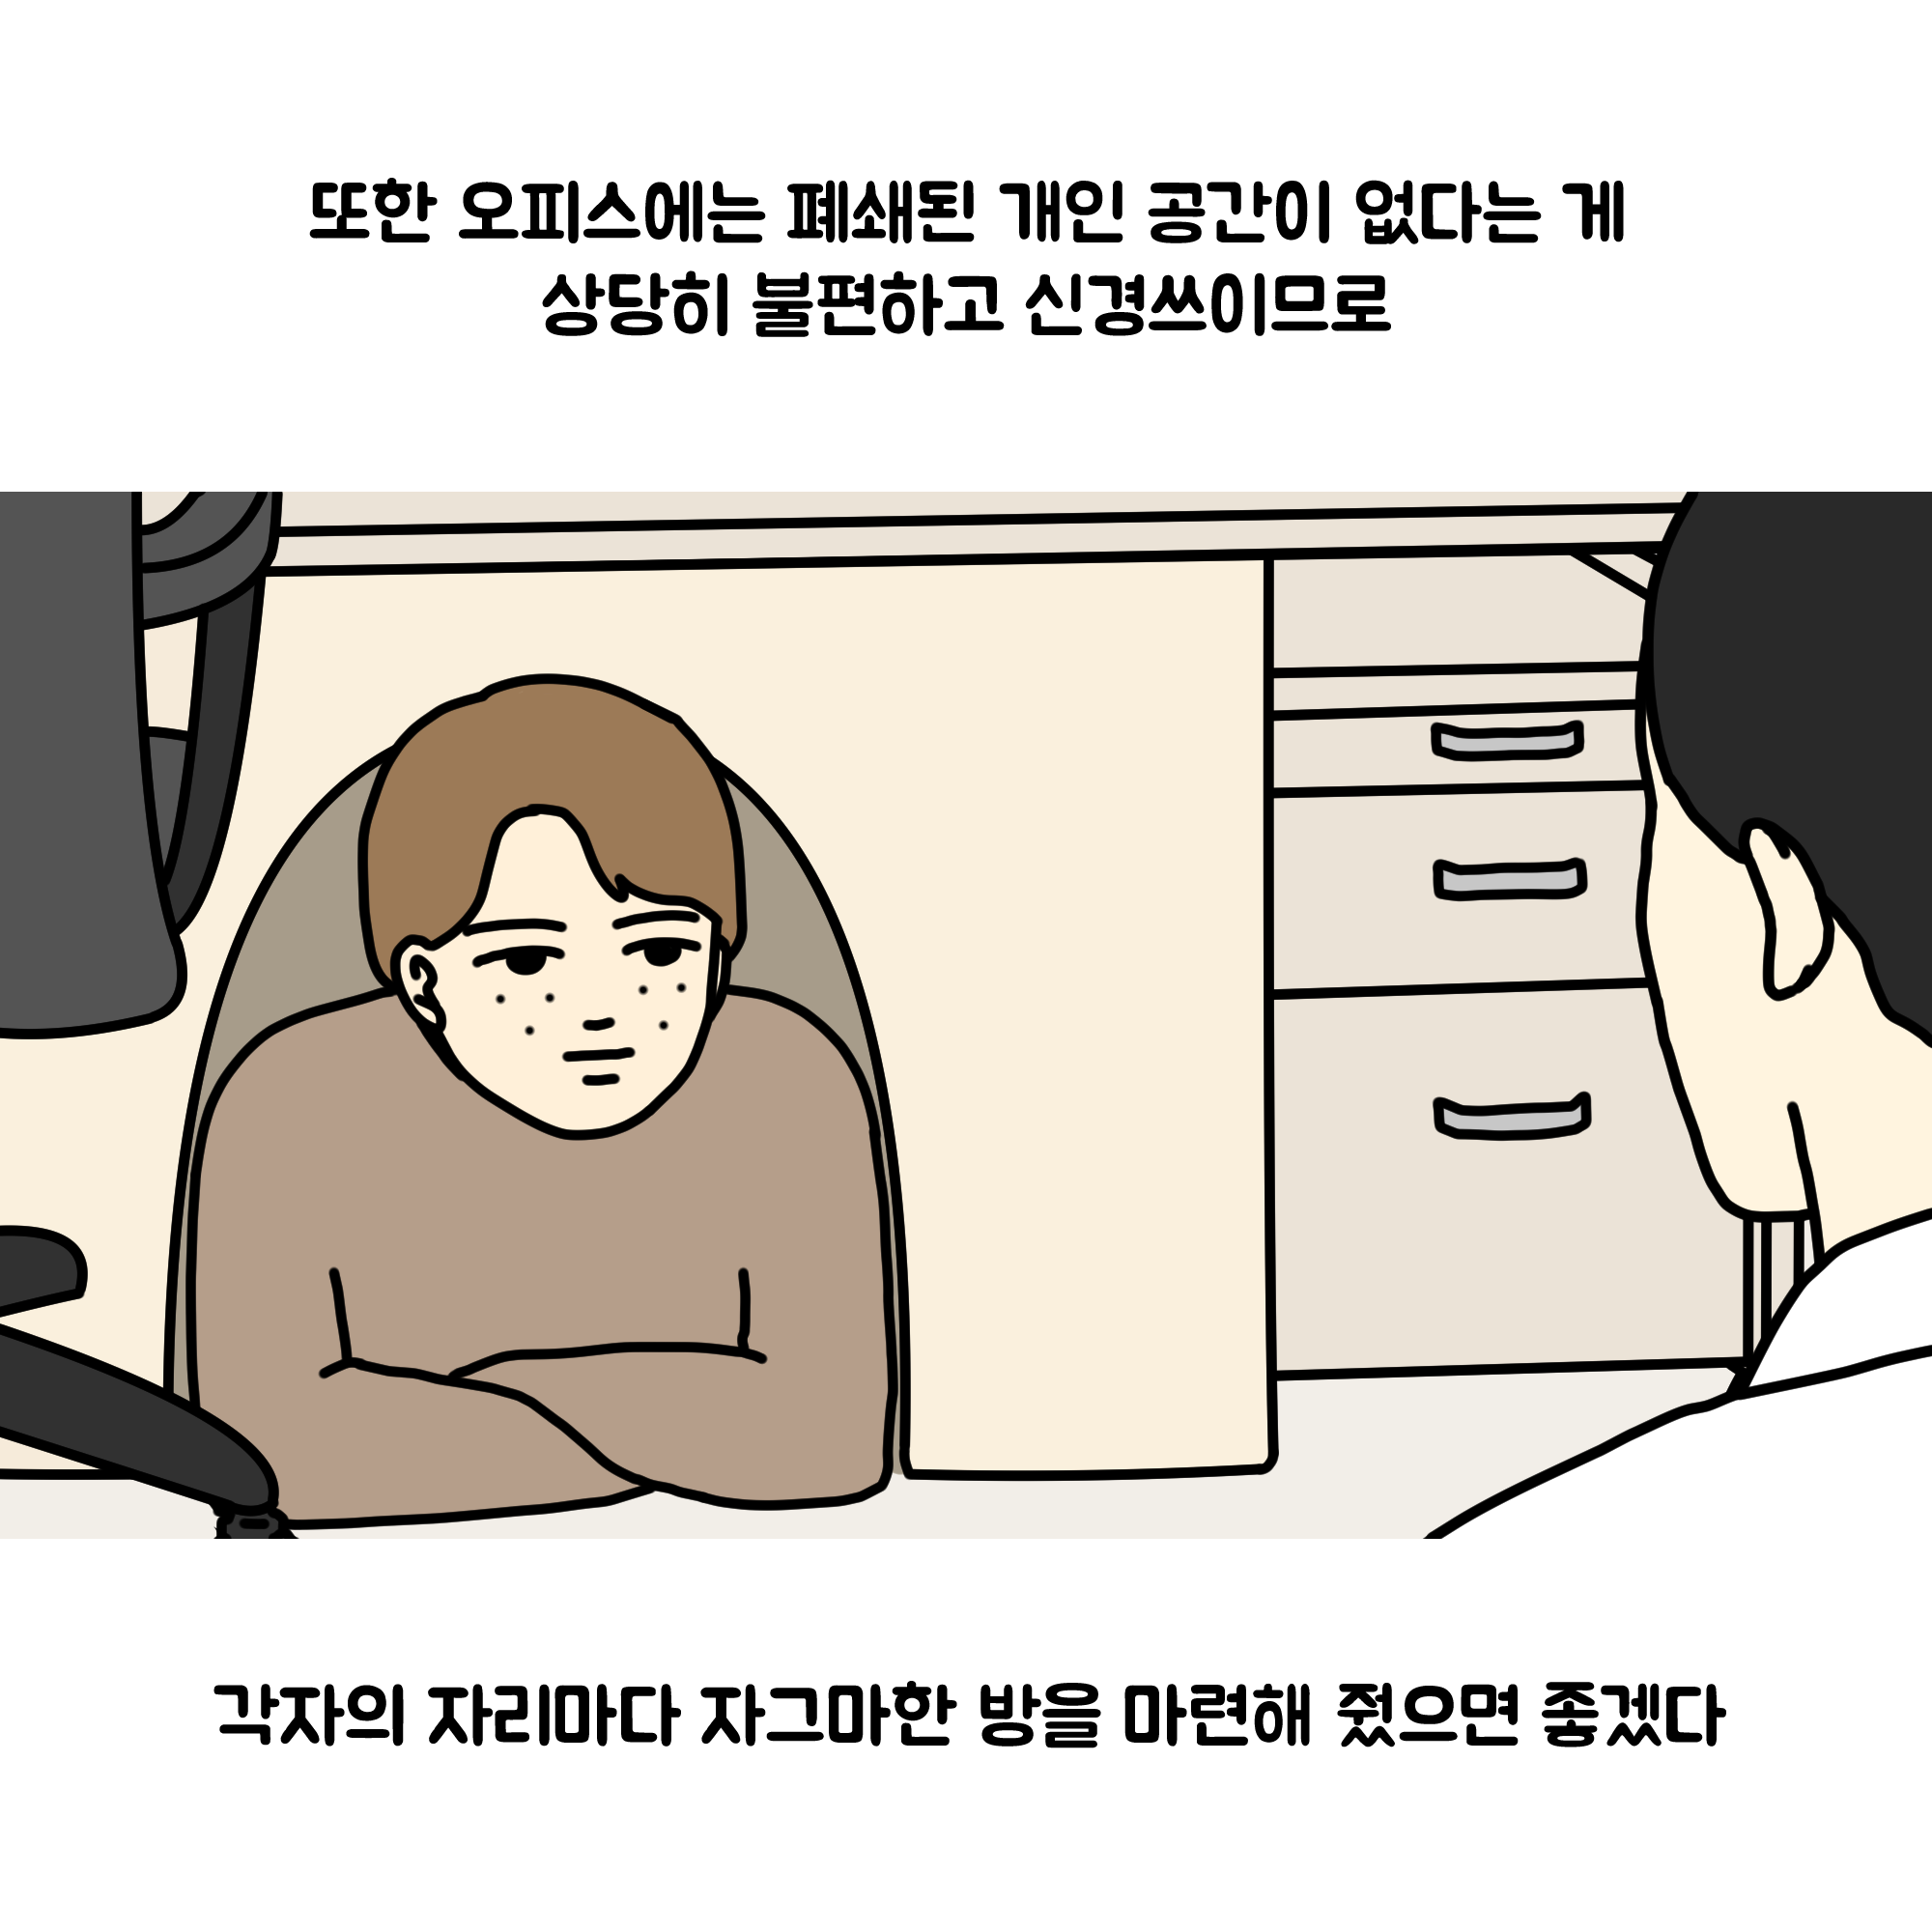 또한 오피스에는 폐쇄된 개인 공간이 없다는 게
상당히 불편하고 신경쓰이므로
각자의 자리마다 자그마한 방을 마련해 줬으면 좋겠다